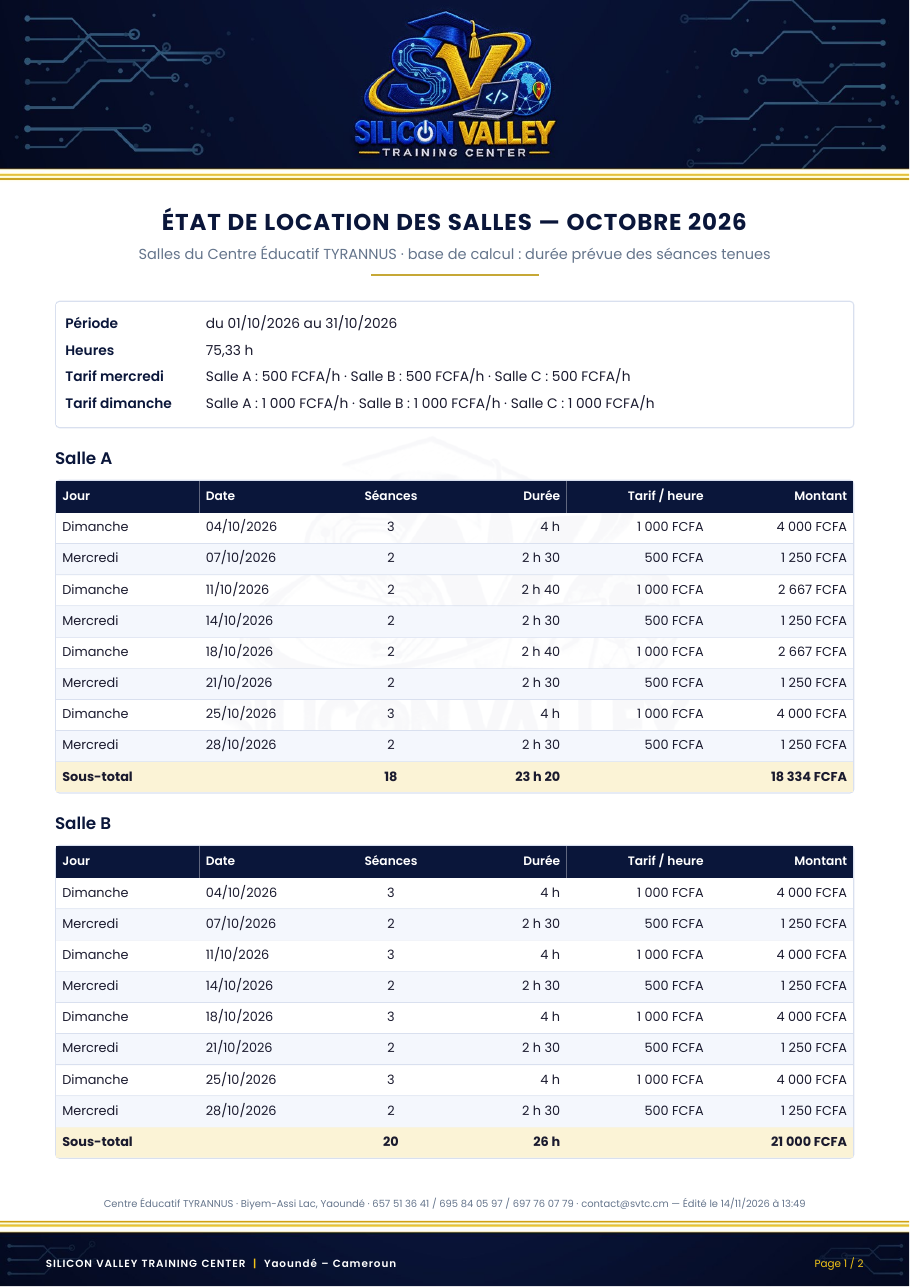 SV
</>
SILICON VALLEY
TRAINING CENTER
ÉTAT DE LOCATION DES SALLES — OCTOBRE 2026
Salles du Centre Éducatif TYRANNUS · base de calcul : durée prévue des séances tenues
Période du 01/10/2026 au 31/10/2026
Heures 75,33 h
Tarif mercredi Salle A : 500 FCFA/h · Salle B : 500 FCFA/h · Salle C : 500 FCFA/h
Tarif dimanche Salle A : 1 000 FCFA/h · Salle B : 1 000 FCFA/h · Salle C : 1 000 FCFA/h
Salle A
Jour Date Séances Durée Tarif / heure Montant
Dimanche 04/10/2026 3 4 h 1 000 FCFA 4 000 FCFA
Mercredi 07/10/2026 2 2 h 30 500 FCFA 1 250 FCFA
Dimanche 11/10/2026 2 2 h 40 1 000 FCFA 2 667 FCFA
Mercredi 14/10/2026 2 2 h 30 500 FCFA 1 250 FCFA
Dimanche 18/10/2026 2 2 h 40 1 000 FCFA 2 667 FCFA
Mercredi 21/10/2026 2 2 h 30 500 FCFA 1 250 FCFA
Dimanche 25/10/2026 3 4 h 1 000 FCFA 4 000 FCFA
Mercredi 28/10/2026 2 2 h 30 500 FCFA 1 250 FCFA
Sous-total 18 23 h 20 18 334 FCFA
Salle B
Jour Date Séances Durée Tarif / heure Montant
Dimanche 04/10/2026 3 4 h 1 000 FCFA 4 000 FCFA
Mercredi 07/10/2026 2 2 h 30 500 FCFA 1 250 FCFA
Dimanche 11/10/2026 3 4 h 1 000 FCFA 4 000 FCFA
Mercredi 14/10/2026 2 2 h 30 500 FCFA 1 250 FCFA
Dimanche 18/10/2026 3 4 h 1 000 FCFA 4 000 FCFA
Mercredi 21/10/2026 2 2 h 30 500 FCFA 1 250 FCFA
Dimanche 25/10/2026 3 4 h 1 000 FCFA 4 000 FCFA
Mercredi 28/10/2026 2 2 h 30 500 FCFA 1 250 FCFA
Sous-total 20 26 h 21 000 FCFA
Centre Éducatif TYRANNUS · Biyem-Assi Lac, Yaoundé · 657 51 36 41 / 695 84 05 97 / 697 76 07 79 · contact@svtc.cm — Édité le 14/11/2026 à 13:49
SILICON VALLEY TRAINING CENTER | Yaoundé – Cameroun Page 1 / 2